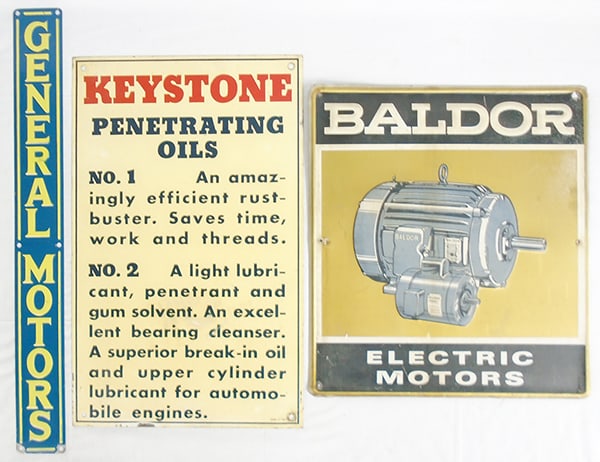 GENERAL MOTORS
KEYSTONE
PENETRATING
OILS
NO. 1 An amaz-
ingly efficient rust-
buster. Saves time,
work and threads.
NO. 2 A light lubri-
cant, penetrant and
gum solvent. An excel-
lent bearing cleanser.
A superior break-in oil
and upper cylinder
lubricant for automo-
bile engines.
BALDOR
BALDOR
ELECTRIC
MOTORS